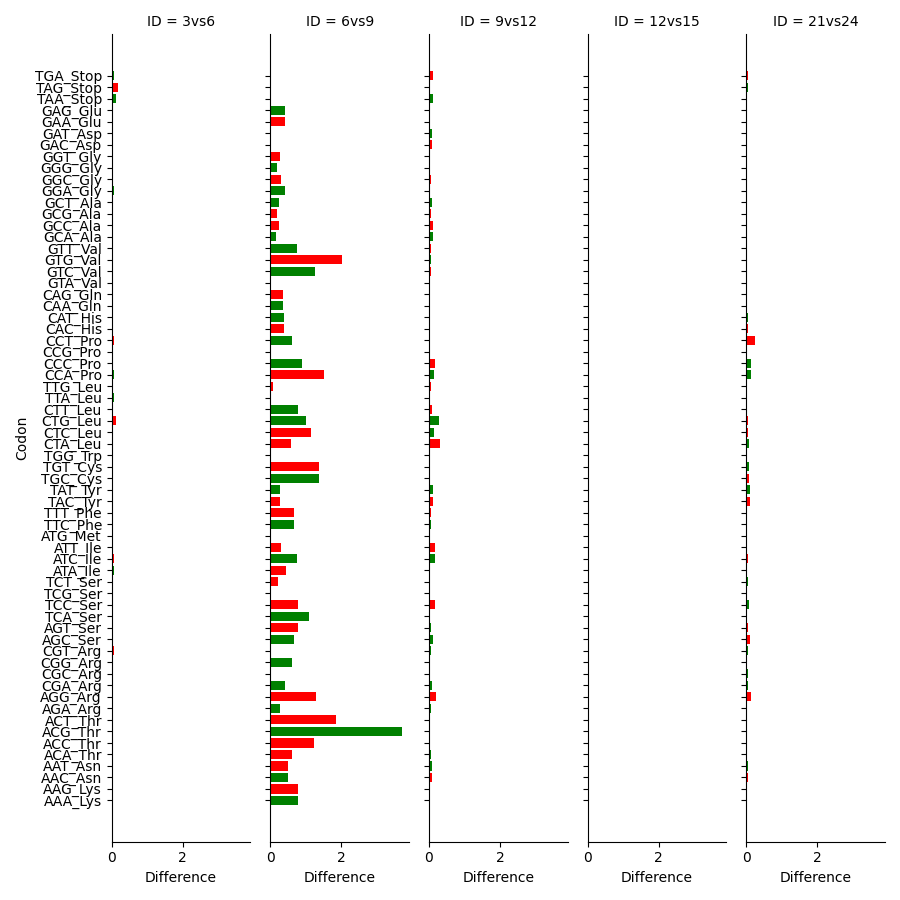 ID = 3vs6
ID = 6vs9
ID = 9vs12
ID = 12vs15
ID = 21vs24
TGA_Stop
TAG_Stop
TAA_Stop
GAG_Glu
GAA_Glu
GAT_Asp
GAC_Asp
GGT_Gly
GGG_Gly
GGC_Gly
GGA_Gly
GCT_Ala
GCG_Ala
GCC_Ala
GCA_Ala
GTT_Val
GTG_Val
GTC_Val
GTA_Val
CAG_Gln
CAA_Gln
CAT_His
CAC_His
CCT_Pro
CCG_Pro
CCC_Pro
CCA_Pro
TTG_Leu
TTA_Leu
CTT_Leu
CTG_Leu
CTC_Leu
CTA_Leu
TGG_Trp
TGT_Cys
TGC_Cys
TAT_Tyr
TAC_Tyr
TTT_Phe
TTC_Phe
ATG_Met
ATT_Ile
ATC_Ile
ATA_Ile
TCT_Ser
TCG_Ser
TCC_Ser
TCA_Ser
AGT_Ser
AGC_Ser
CGT_Arg
CGG_Arg
CGC_Arg
CGA_Arg
AGG_Arg
AGA_Arg
ACT_Thr
ACG_Thr
ACC_Thr
ACA_Thr
AAT_Asn
AAC_Asn
AAG_Lys
AAA_Lys
Codon
0 2
0 2
0 2
0 2
0 2
Difference
Difference
Difference
Difference
Difference